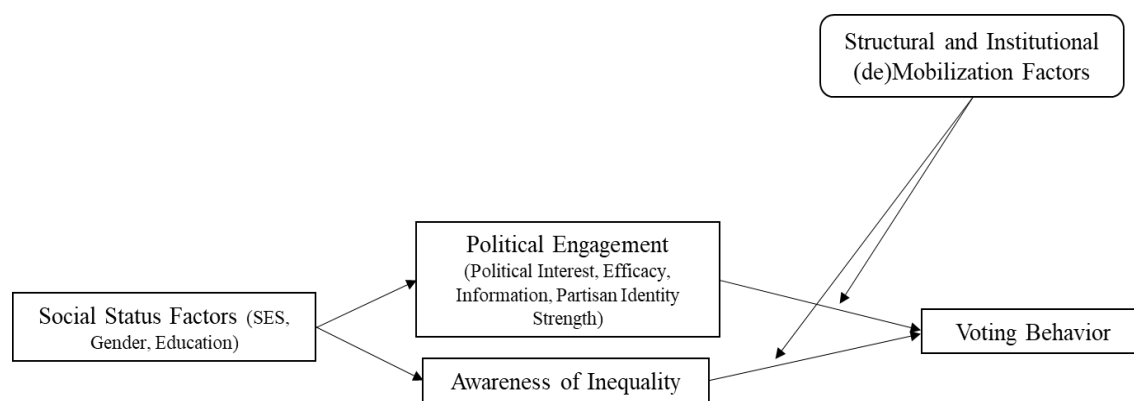 Structural and Institutional
(de)Mobilization Factors
Political Engagement
(Political Interest, Efficacy,
Information, Partisan Identity
Strength)
Social Status Factors (SES,
Gender, Education)
Voting Behavior
Awareness of Inequality